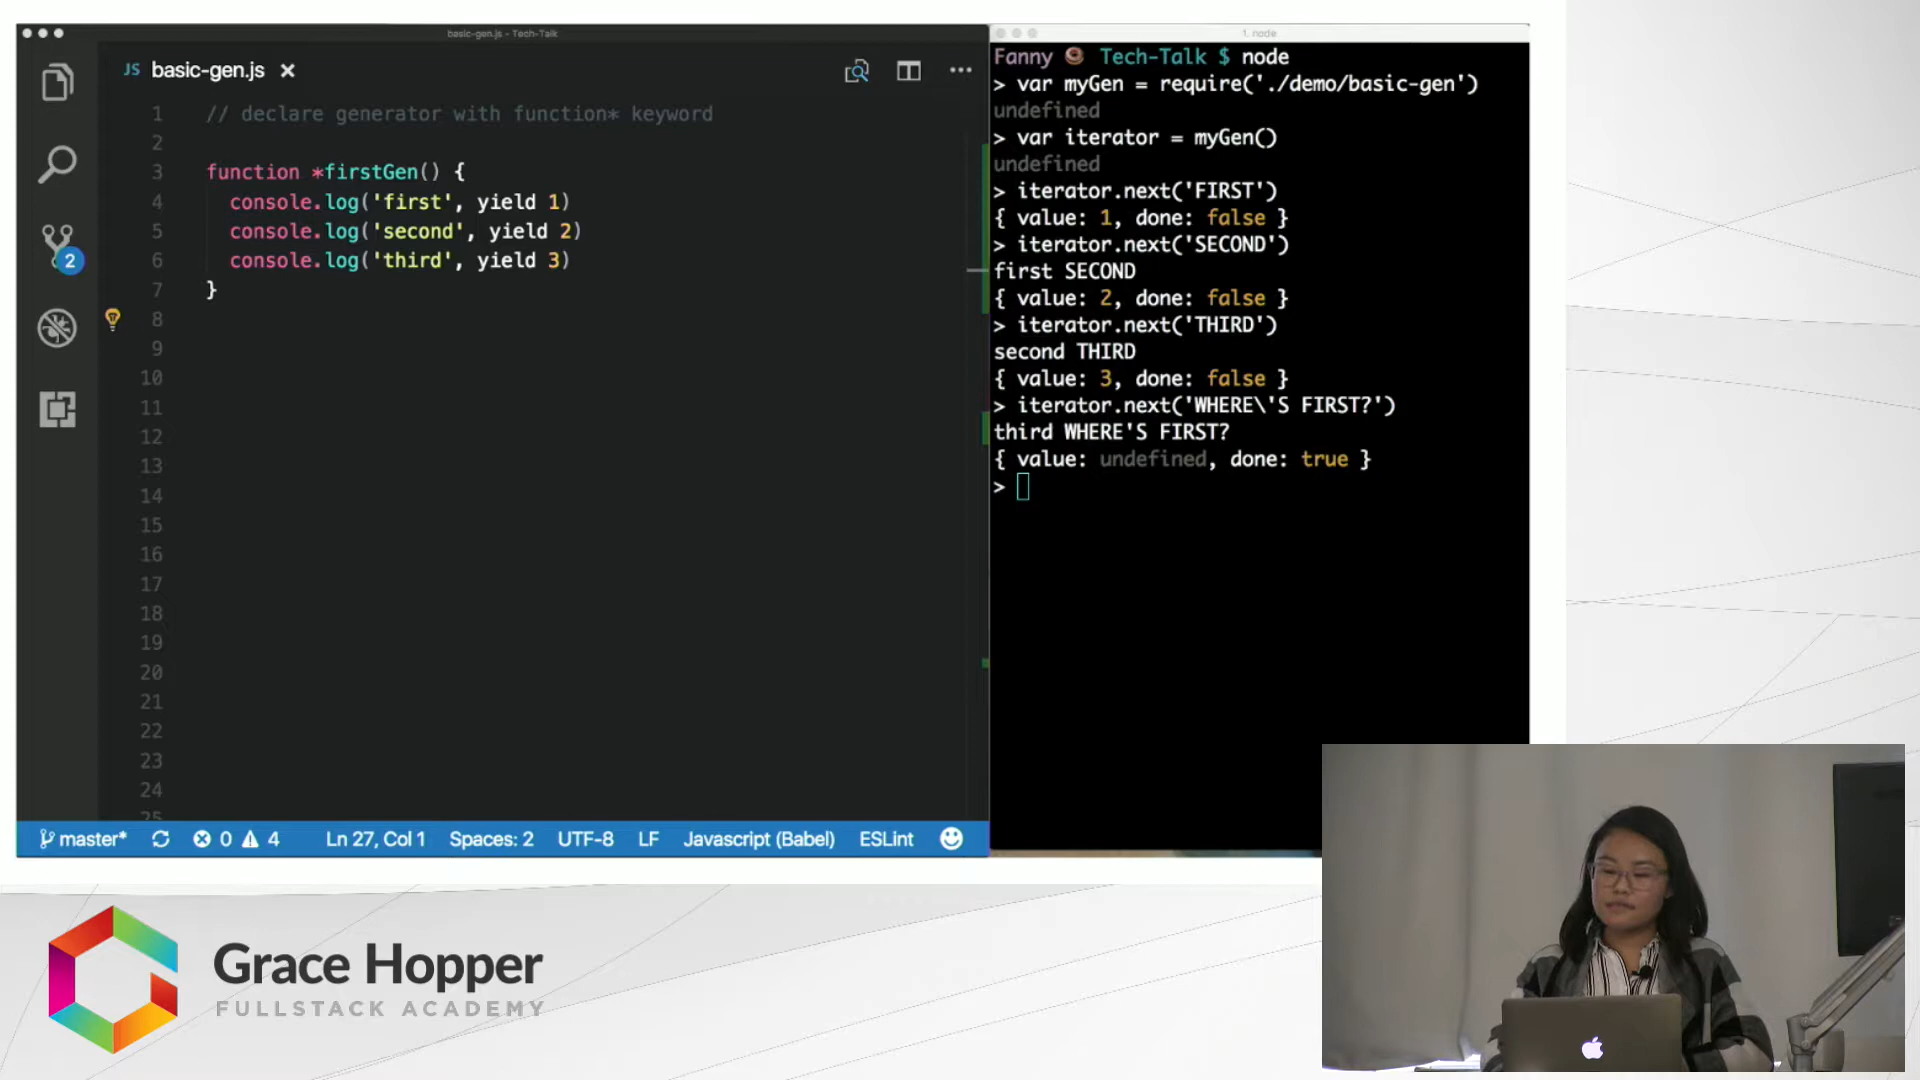 basic-gen.js - Tech-Talk
JS basic-gen.js
1 // declare generator with function* keyword
2
3 function *firstGen() {
4 console.log('first', yield 1)
5 console.log('second', yield 2)
6 console.log('third', yield 3)
7 }
8
9
10
11
12
13
14
15
16
17
18
19
20
21
22
23
24
25
2
master* 0 4 Ln 27, Col 1 Spaces: 2 UTF-8 LF Javascript (Babel) ESLint
1. node
Fanny Tech-Talk $ node
> var myGen = require('./demo/basic-gen')
undefined
> var iterator = myGen()
undefined
> iterator.next('FIRST')
{ value: 1, done: false }
> iterator.next('SECOND')
first SECOND
{ value: 2, done: false }
> iterator.next('THIRD')
second THIRD
{ value: 3, done: false }
> iterator.next('WHERE\'S FIRST?')
third WHERE'S FIRST?
{ value: undefined, done: true }
>
Grace Hopper
FULLSTACK ACADEMY